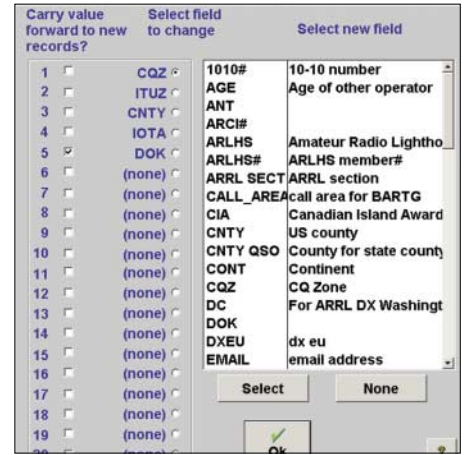 Carry value forward to new records?
Select field to change
Select new field
1 CQZ
2 ITUZ
3 CNTY
4 IOTA
5 DOK
6 (none)
7 (none)
8 (none)
9 (none)
10 (none)
11 (none)
12 (none)
13 (none)
14 (none)
15 (none)
16 (none)
17 (none)
18 (none)
19 (none)
1010# 10-10 number
AGE Age of other operator
ANT
ARCI#
ARLHS Amateur Radio Lightho
ARLHS# ARLHS member#
ARRL SECT ARRL section
CALL_AREA call area for BARTG
CIA Canadian Island Award
CNTY US county
CNTY QSO County for state county
CONT Continent
CQZ CQ Zone
DC For ARRL DX Washingt
DOK
DXEU dx eu
EMAIL email address
Select
None
Ok
?